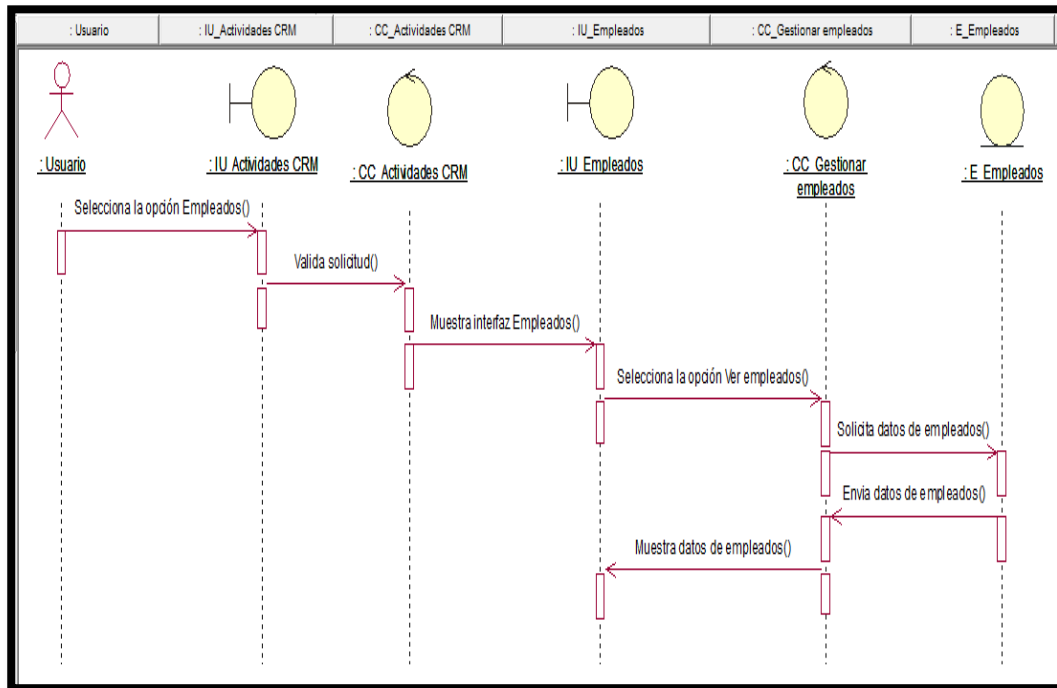 : Usuario
: IU_Actividades CRM
: CC_Actividades CRM
: IU_Empleados
: CC_Gestionar empleados
: E_Empleados
: Usuario
: IU Actividades CRM
: CC Actividades CRM
: IU Empleados
: CC Gestionar
empleados
: E Empleados
Selecciona la opción Empleados()
Valida solicitud()
Muestra interfaz Empleados()
Selecciona la opción Ver empleados()
Solicita datos de empleados()
Envia datos de empleados()
Muestra datos de empleados()